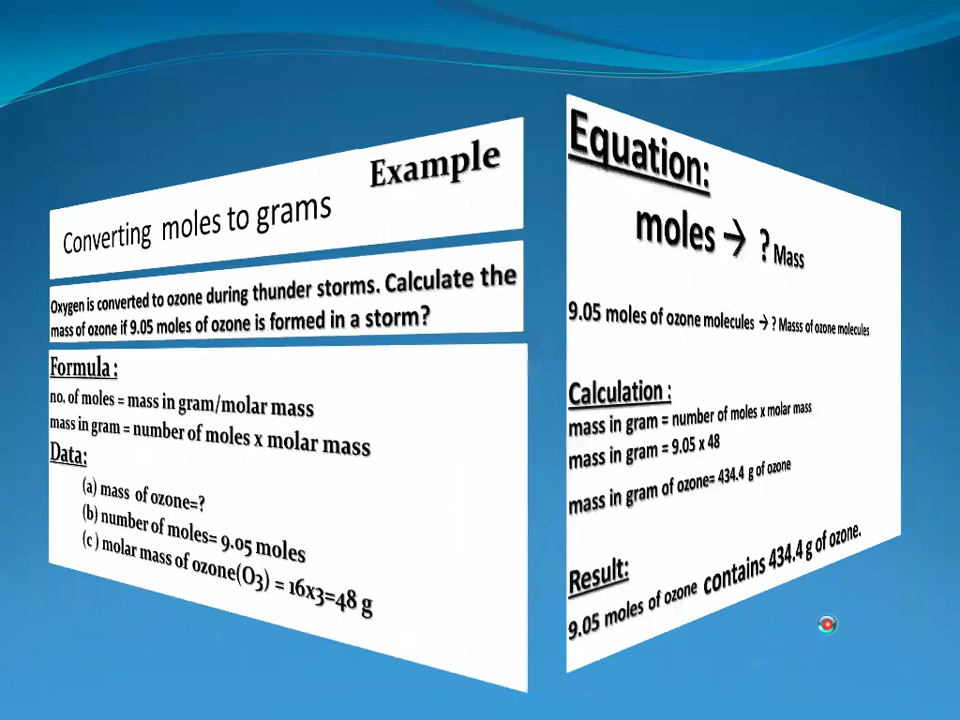 Example
Converting moles to grams
Oxygen is converted to ozone during thunder storms. Calculate the
mass of ozone if 9.05 moles of ozone is formed in a storm?
Formula :
no. of moles = mass in gram/molar mass
mass in gram = number of moles x molar mass
Data:
(a) mass of ozone=?
(b) number of moles= 9.05 moles
(c ) molar mass of ozone(O3) = 16x3=48 g
Equation:
moles → ? Mass
9.05 moles of ozone molecules → ? Masss of ozone molecules
Calculation :
mass in gram = number of moles x molar mass
mass in gram = 9.05 x 48
mass in gram of ozone= 434.4 g of ozone
Result:
9.05 moles of ozone contains 434.4 g of ozone.